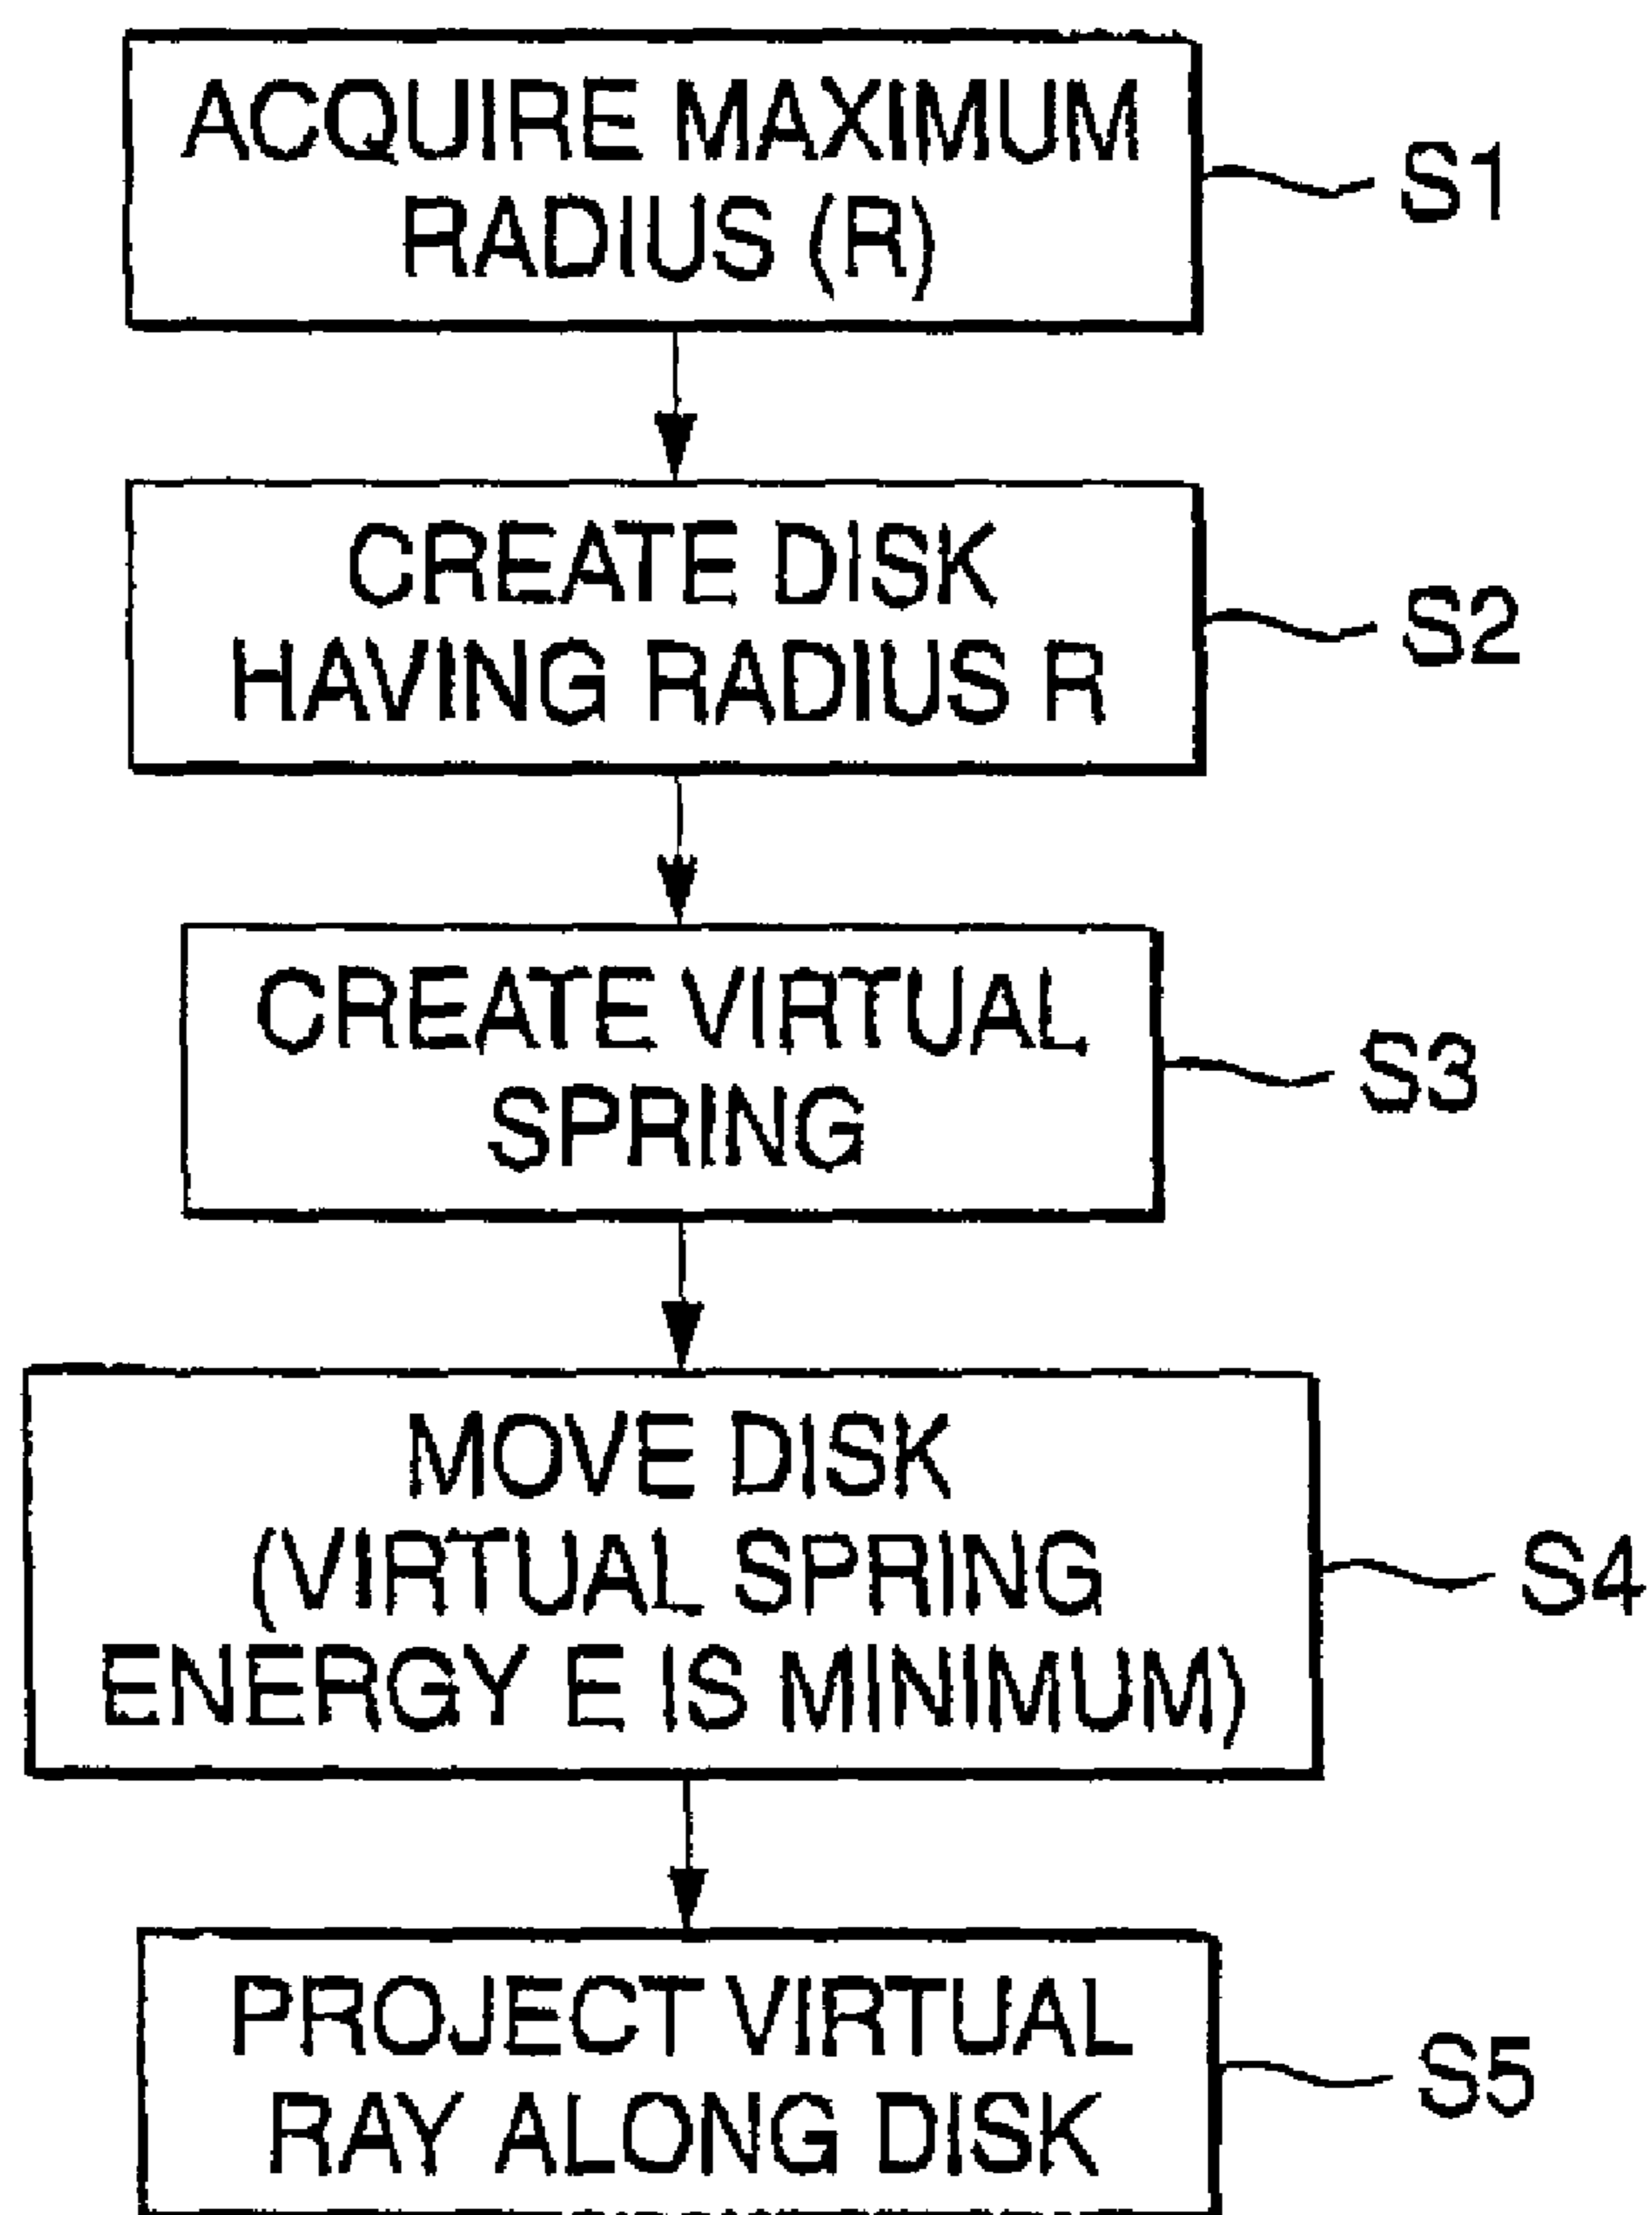 ACQUIRE MAXIMUM
RADIUS (R)
S1
CREATE DISK
HAVING RADIUS R
S2
CREATE VIRTUAL
SPRING
S3
MOVE DISK
(VIRTUAL SPRING
ENERGY E IS MINIMUM)
S4
PROJECT VIRTUAL
RAY ALONG DISK
S5